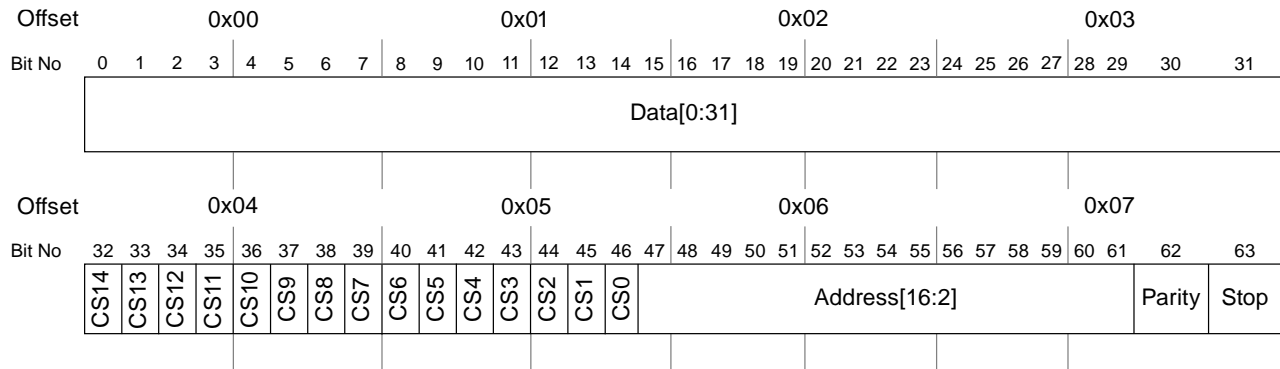 Offset 0x00 0x01 0x02 0x03
Bit No 0 1 2 3 4 5 6 7 8 9 10 11 12 13 14 15 16 17 18 19 20 21 22 23 24 25 26 27 28 29 30 31
Data[0:31]
Offset 0x04 0x05 0x06 0x07
Bit No 32 33 34 35 36 37 38 39 40 41 42 43 44 45 46 47 48 49 50 51 52 53 54 55 56 57 58 59 60 61 62 63
CS14 CS13 CS12 CS11 CS10 CS9 CS8 CS7 CS6 CS5 CS4 CS3 CS2 CS1 CS0 Address[16:2] Parity Stop